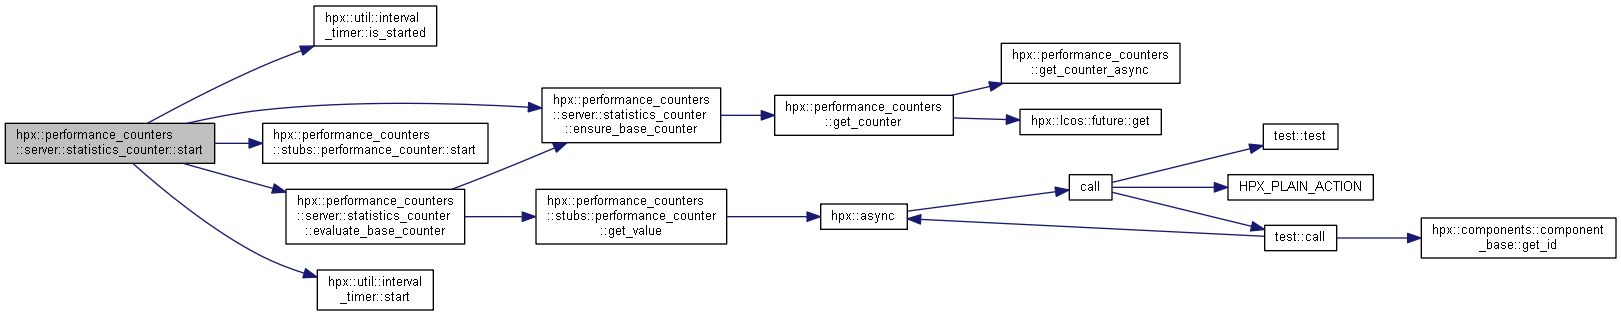 hpx::performance_counters
::server::statistics_counter::start
hpx::util::interval
_timer::is_started
hpx::performance_counters
::server::statistics_counter
::ensure_base_counter
hpx::performance_counters
::get_counter
hpx::performance_counters
::get_counter_async
hpx::lcos::future::get
hpx::performance
_counters
::stubs::performance_counter::start
hpx::performance_counters
::server::statistics_counter
::evaluate_base_counter
hpx::performance_counters
::stubs::performance_counter
::get_value
hpx::async
call
test::test
HPX_PLAIN_ACTION
test::call
hpx::components::component
_base::get_id
hpx::util::interval
_timer::start